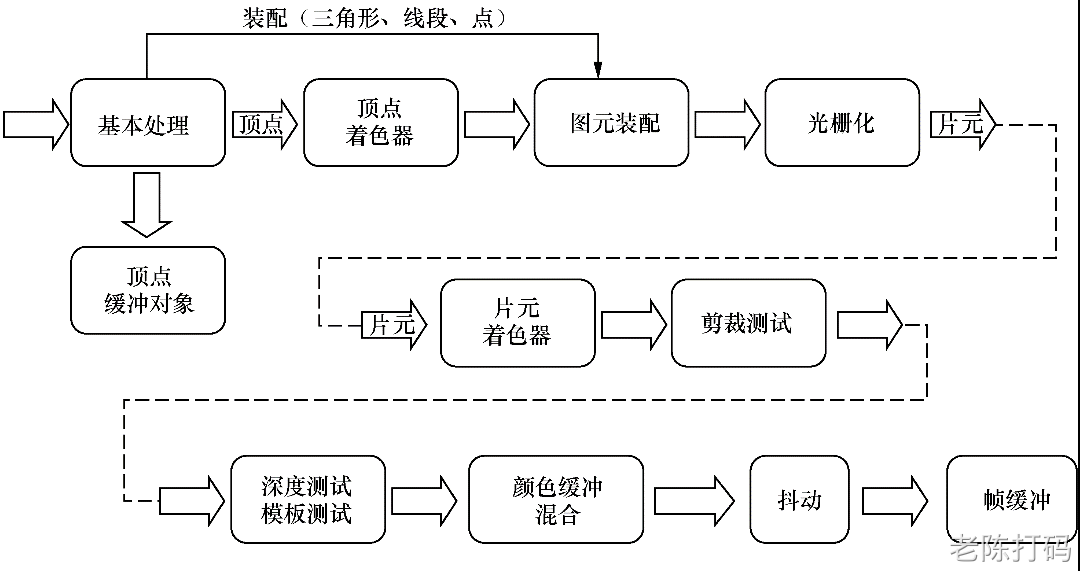 装配（三角形、线段、点）
基本处理
顶点
顶点
着色器
图元装配
光栅化
片元
顶点
缓冲对象
片元
片元
着色器
剪裁测试
深度测试
模板测试
颜色缓冲
混合
抖动
帧缓冲
老陈打码